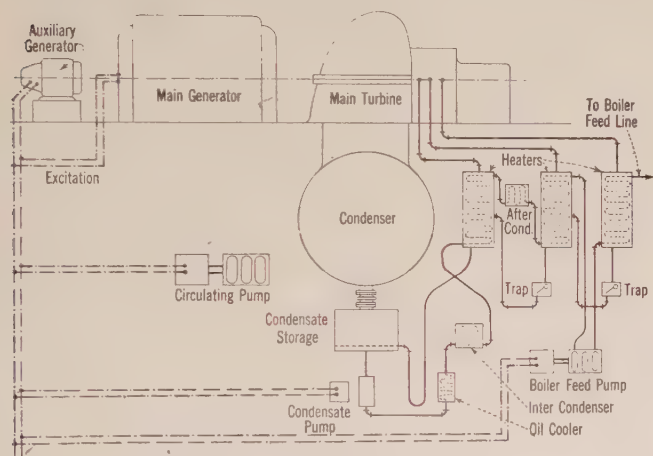 Auxiliary
Generator
Main Generator
Main Turbine
To Boiler
Feed Line
Excitation
Heaters
Condenser
After
Cond.
Circulating Pump
Trap
Trap
Condensate
Storage
Boiler Feed Pump
Inter Condenser
Condensate
Pump
Oil Cooler